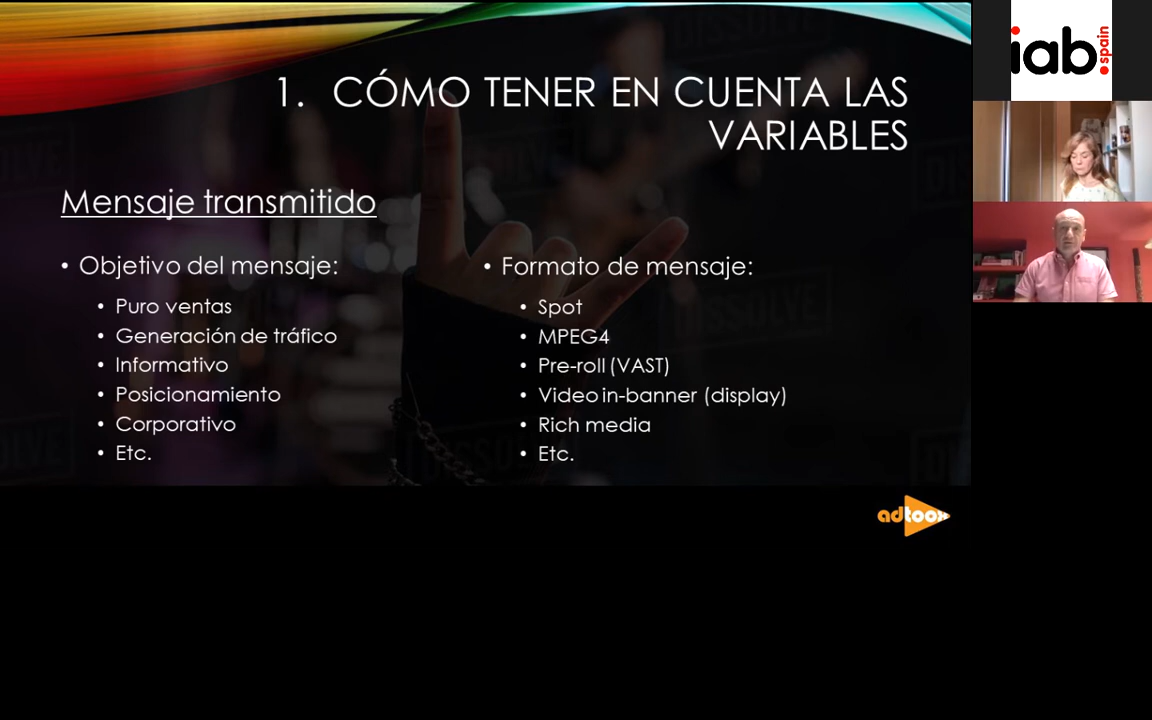 1. CÓMO TENER EN CUENTA LAS
VARIABLES
Mensaje transmitido
• Objetivo del mensaje:
• Puro ventas
• Generación de tráfico
• Informativo
• Posicionamiento
• Corporativo
• Etc.
• Formato de mensaje:
• Spot
• MPEG4
• Pre-roll (VAST)
• Video in-banner (display)
• Rich media
• Etc.
adtoox
iab.
spain
DISSOLVE
DISSOLVE